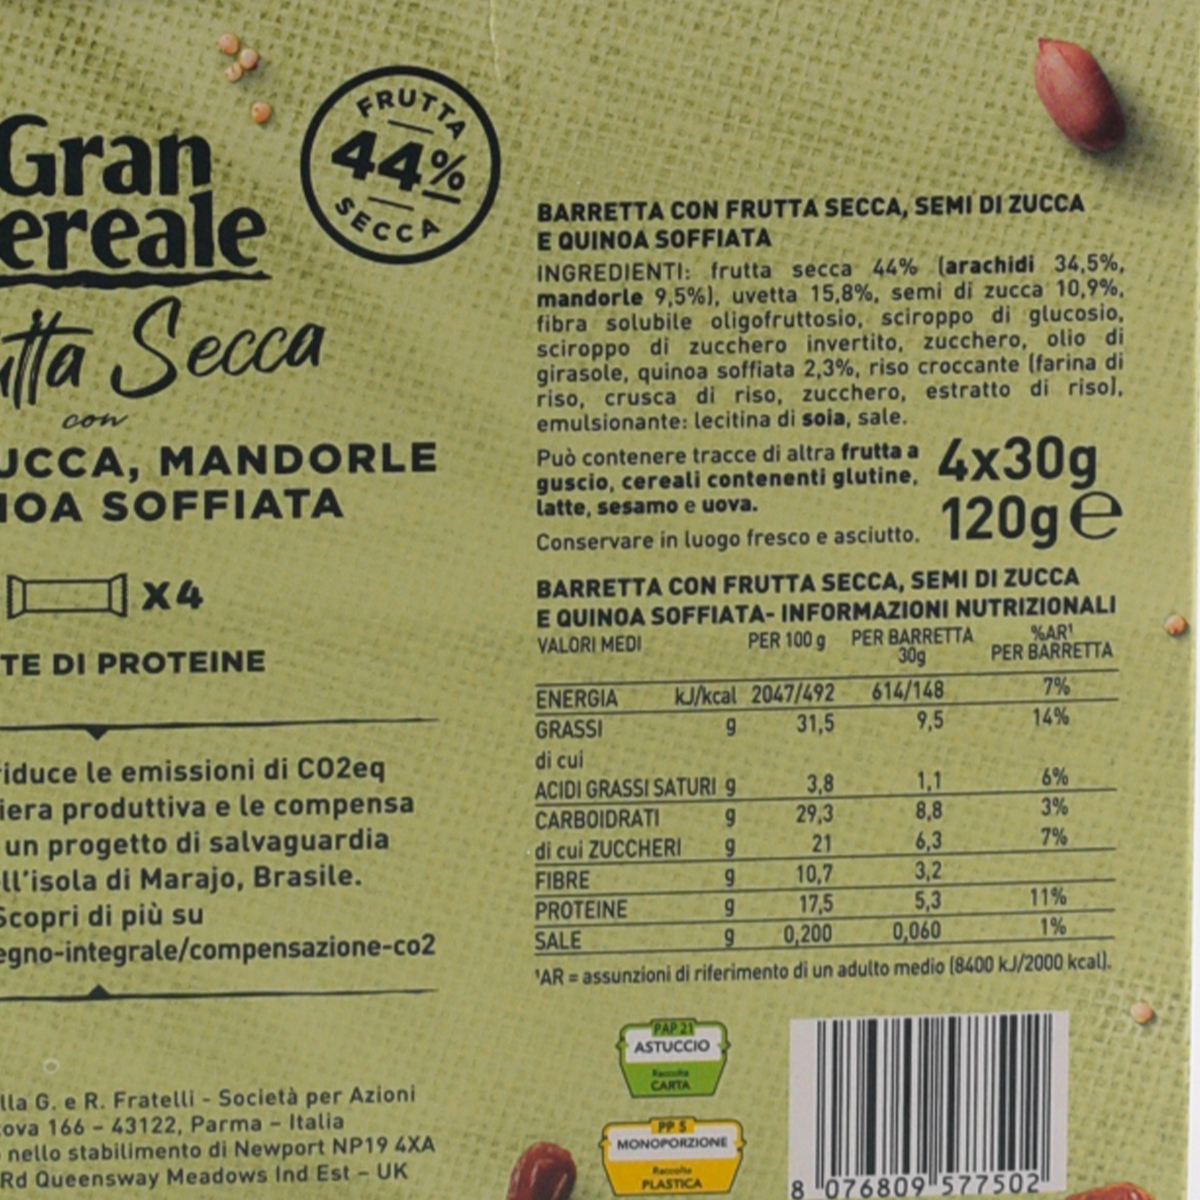 Gran
ereale
FRUTTA
44%
SECCA
tta Secca
con
UCCA, MANDORLE
NOA SOFFIATA
x4
TE DI PROTEINE
riduce le emissioni di CO2eq
iera produttiva e le compensa
un progetto di salvaguardia
ell'isola di Marajo, Brasile.
Scopri di più su
egno-integrale/compensazione-co2
lla G. e R. Fratelli - Società per Azioni
tova 166 - 43122, Parma - Italia
nello stabilimento di Newport NP19 4XA
Rd Queensway Meadows Ind Est - UK
BARRETTA CON FRUTTA SECCA, SEMI DI ZUCCA
E QUINOA SOFFIATA
INGREDIENTI: frutta secca 44% (arachidi 34,5%,
mandorle 9,5%), uvetta 15,8%, semi di zucca 10,9%,
fibra solubile oligofruttosio, sciroppo di glucosio,
sciroppo di zucchero invertito, zucchero, olio di
girasole, quinoa soffiata 2,3%, riso croccante (farina di
riso, crusca di riso, zucchero, estratto di riso),
emulsionante: lecitina di soia, sale.
Può contenere tracce di altra frutta a
guscio, cereali contenenti glutine,
latte, sesamo e uova.
Conservare in luogo fresco e asciutto.
4x30g
120g e
BARRETTA CON FRUTTA SECCA, SEMI DI ZUCCA
E QUINOA SOFFIATA- INFORMAZIONI NUTRIZIONALI
VALORI MEDI PER 100 g PER BARRETTA 30g %AR¹ PER BARRETTA
ENERGIA kJ/kcal 2047/492 614/148 7%
GRASSI g 31,5 9,5 14%
di cui
ACIDI GRASSI SATURI g 3,8 1,1 6%
CARBOIDRATI g 29,3 8,8 3%
di cui ZUCCHERI g 21 6,3 7%
FIBRE g 10,7 3,2
PROTEINE g 17,5 5,3 11%
SALE g 0,200 0,060 1%
¹AR = assunzioni di riferimento di un adulto medio (8400 kJ/2000 kcal).
PAP 21
ASTUCCIO
Raccolta
CARTA
PP 5
MONOPORZIONE
Raccolta
PLASTICA
8 076809 577502